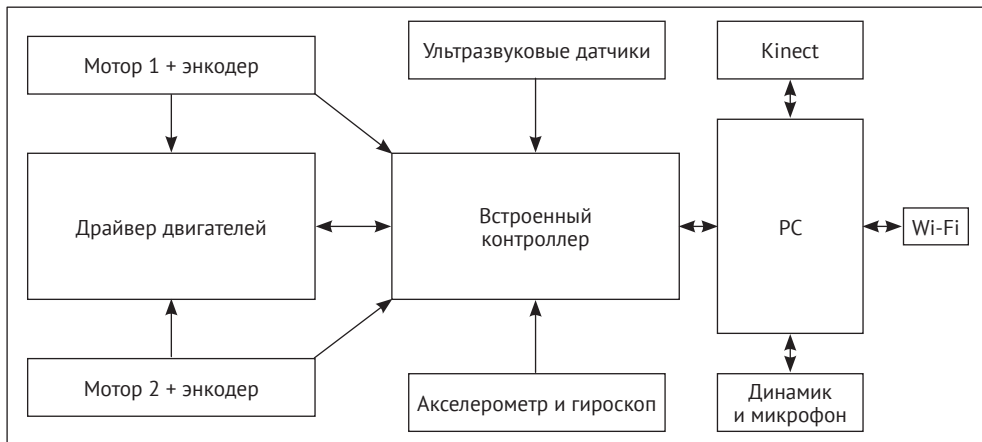 Мотор 1 + энкодер
Ультразвуковые датчики
Kinect
Драйвер двигателей
Встроенный
контроллер
PC
Wi-Fi
Мотор 2 + энкодер
Акселерометр и гироскоп
Динамик
и микрофон